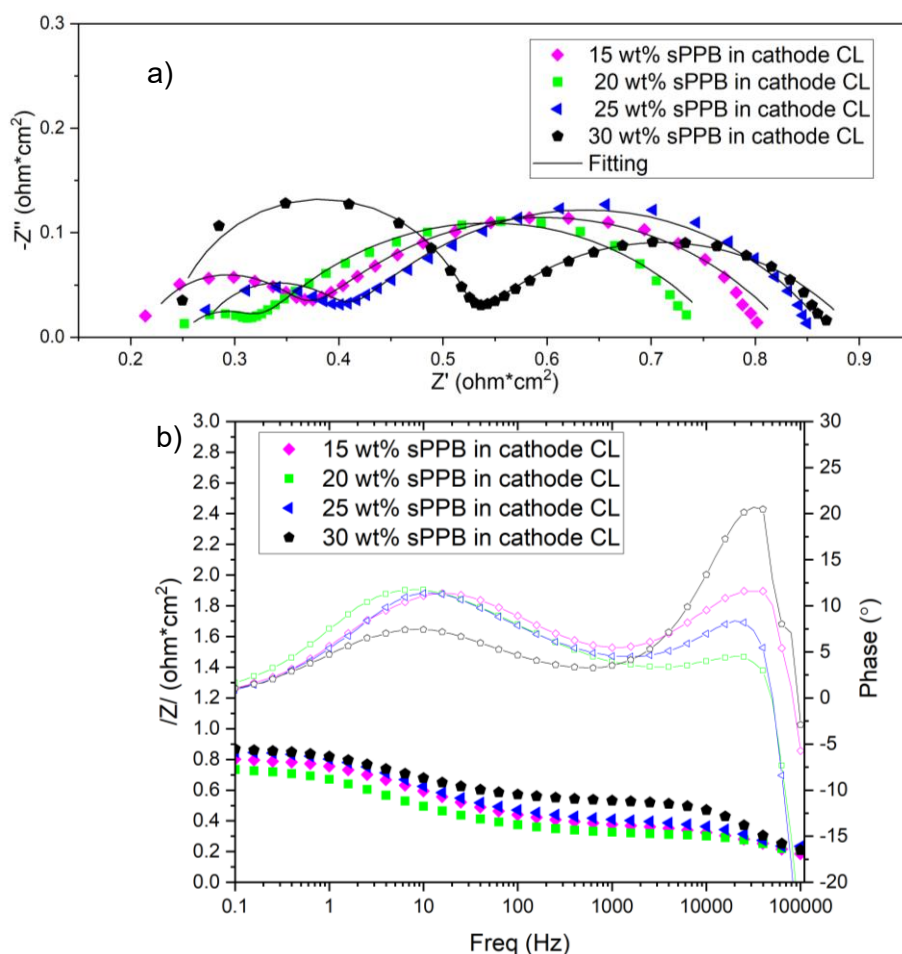 a)
0.3
0.2
0.1
0.0
-Z'' (ohm*cm2)
15 wt% sPPB in cathode CL
20 wt% sPPB in cathode CL
25 wt% sPPB in cathode CL
30 wt% sPPB in cathode CL
Fitting
0.2 0.3 0.4 0.5 0.6 0.7 0.8 0.9
Z' (ohm*cm2)
b)
3.0
2.8
2.6
2.4
2.2
2.0
1.8
1.6
1.4
1.2
1.0
0.8
0.6
0.4
0.2
0.0
/Z/ (ohm*cm2)
15 wt% sPPB in cathode CL
20 wt% sPPB in cathode CL
25 wt% sPPB in cathode CL
30 wt% sPPB in cathode CL
30
25
20
15
10
5
0
-5
-10
-15
-20
Phase (°)
0.1 1 10 100 1000 10000 100000
Freq (Hz)